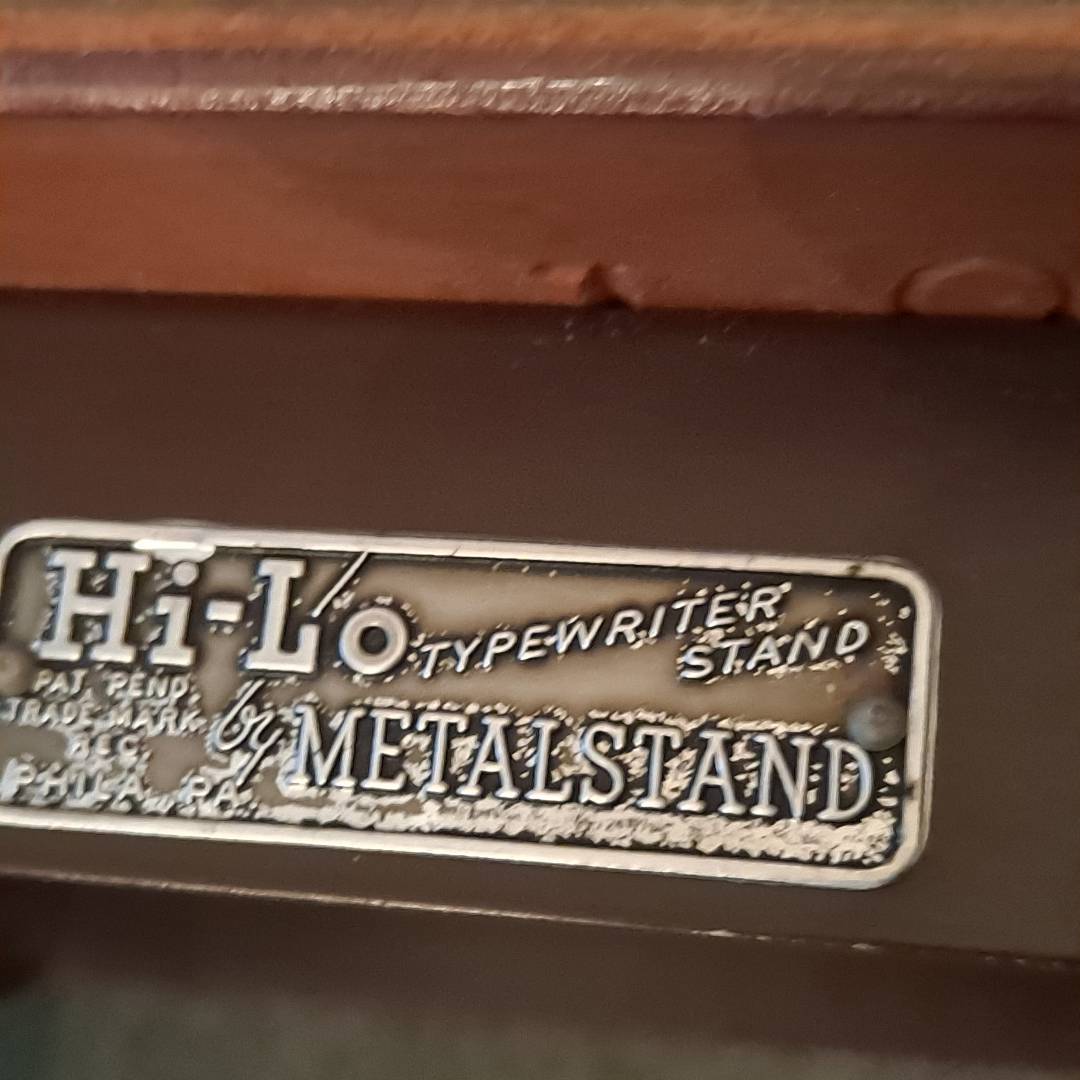 Hi-Lo TYPEWRITER
STAND
PAT. PEND.
TRADE MARK
REG.
PHILA. PA.
by METALSTAND